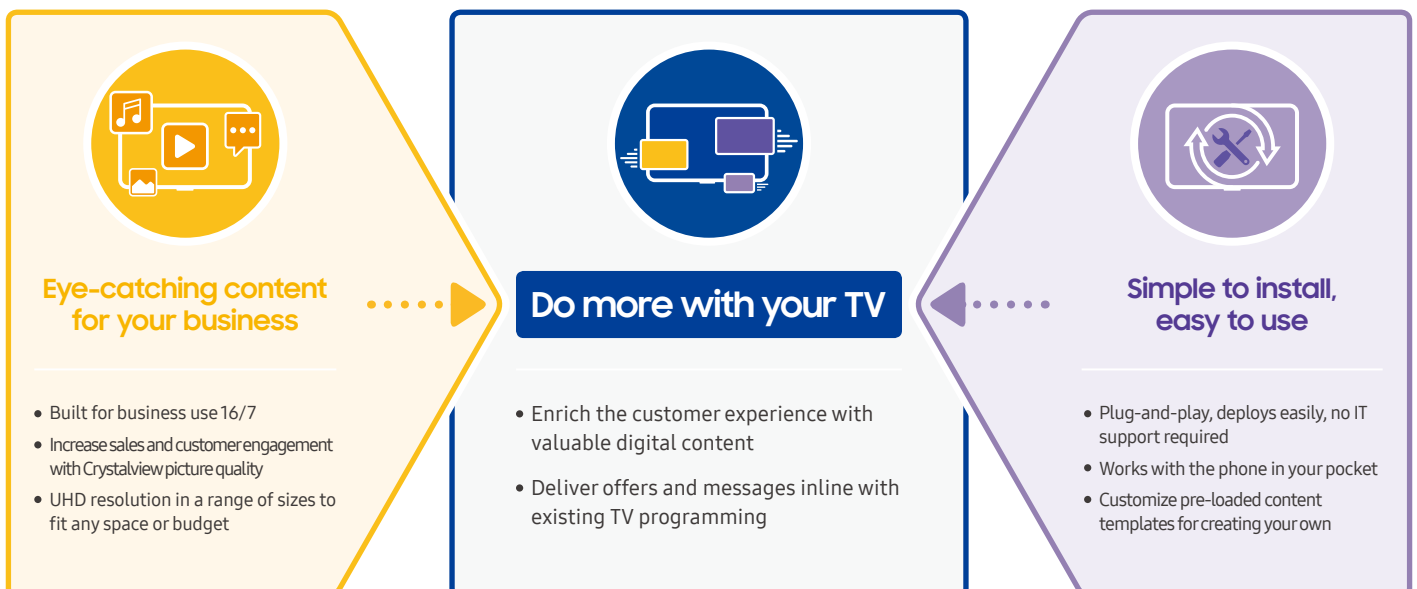 Eye-catching content
for your business
• Built for business use 16/7
• Increase sales and customer engagement
with Crystalview picture quality
• UHD resolution in a range of sizes to
fit any space or budget
Do more with your TV
• Enrich the customer experience with
valuable digital content
• Deliver offers and messages inline with
existing TV programming
Simple to install,
easy to use
• Plug-and-play, deploys easily, no IT
support required
• Works with the phone in your pocket
• Customize pre-loaded content
templates for creating your own